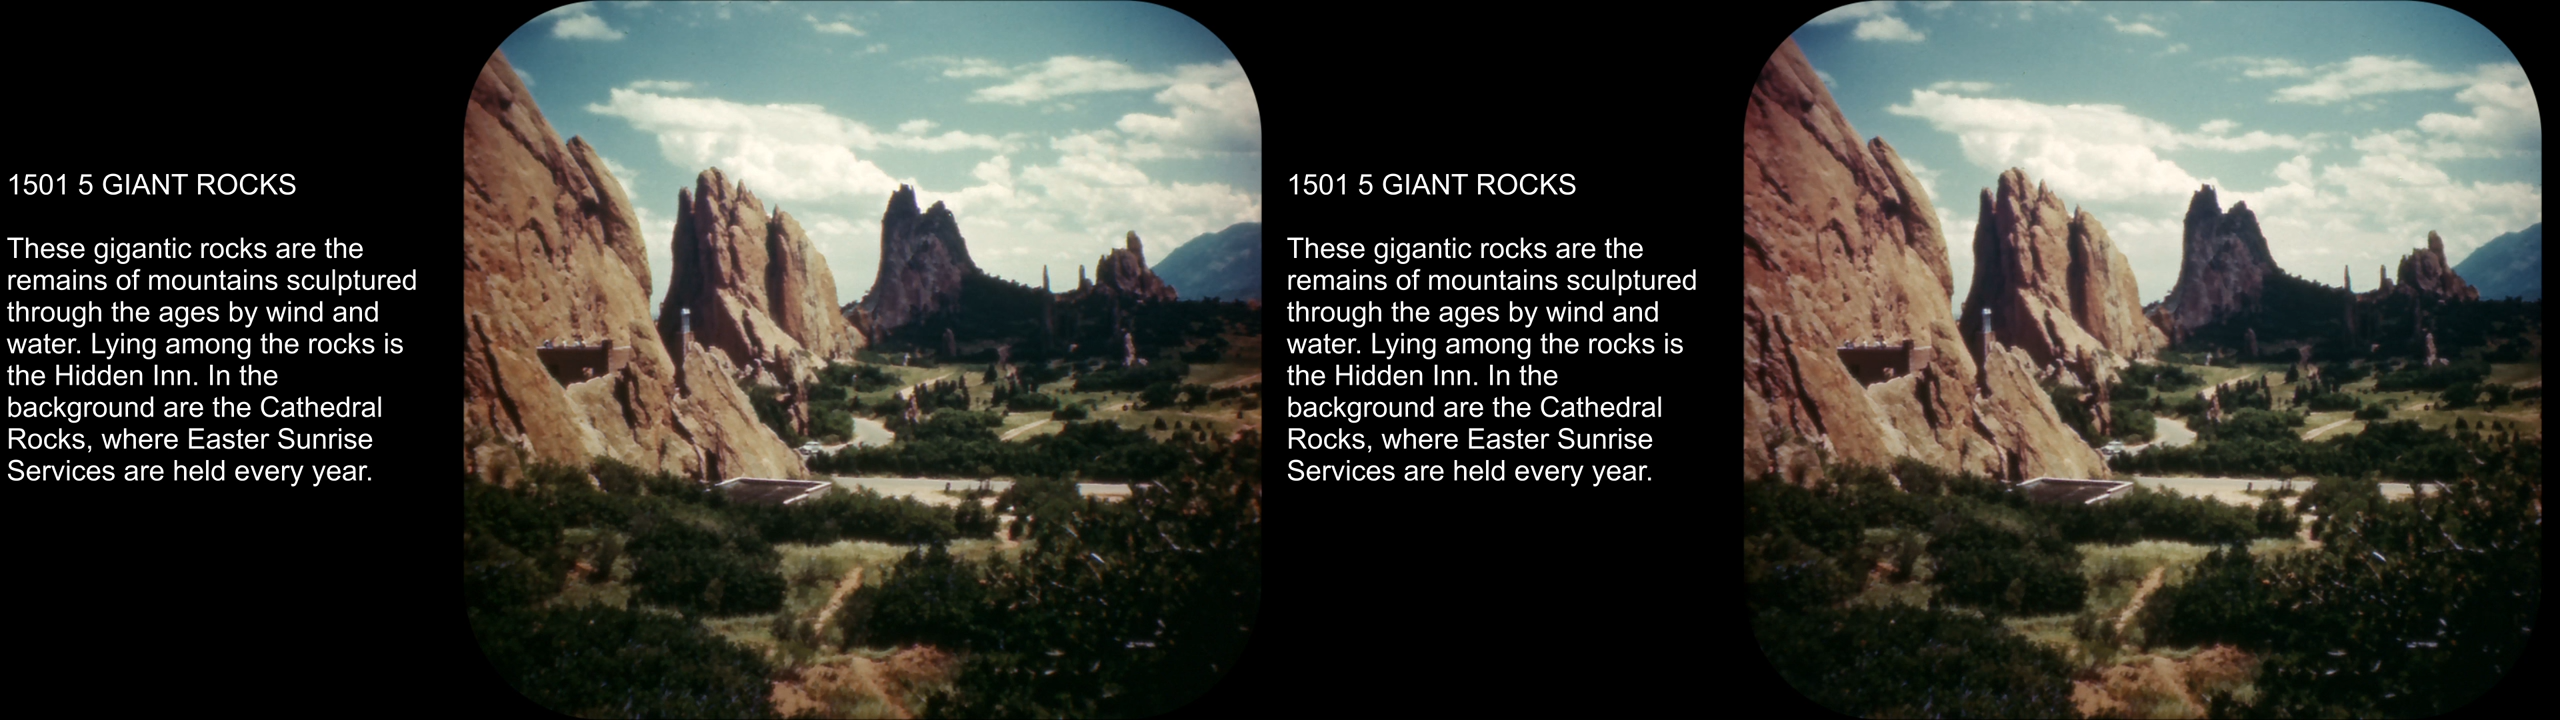 1501 5 GIANT ROCKS
These gigantic rocks are the
remains of mountains sculptured
through the ages by wind and
water. Lying among the rocks is
the Hidden Inn. In the
background are the Cathedral
Rocks, where Easter Sunrise
Services are held every year.
1501 5 GIANT ROCKS
These gigantic rocks are the
remains of mountains sculptured
through the ages by wind and
water. Lying among the rocks is
the Hidden Inn. In the
background are the Cathedral
Rocks, where Easter Sunrise
Services are held every year.